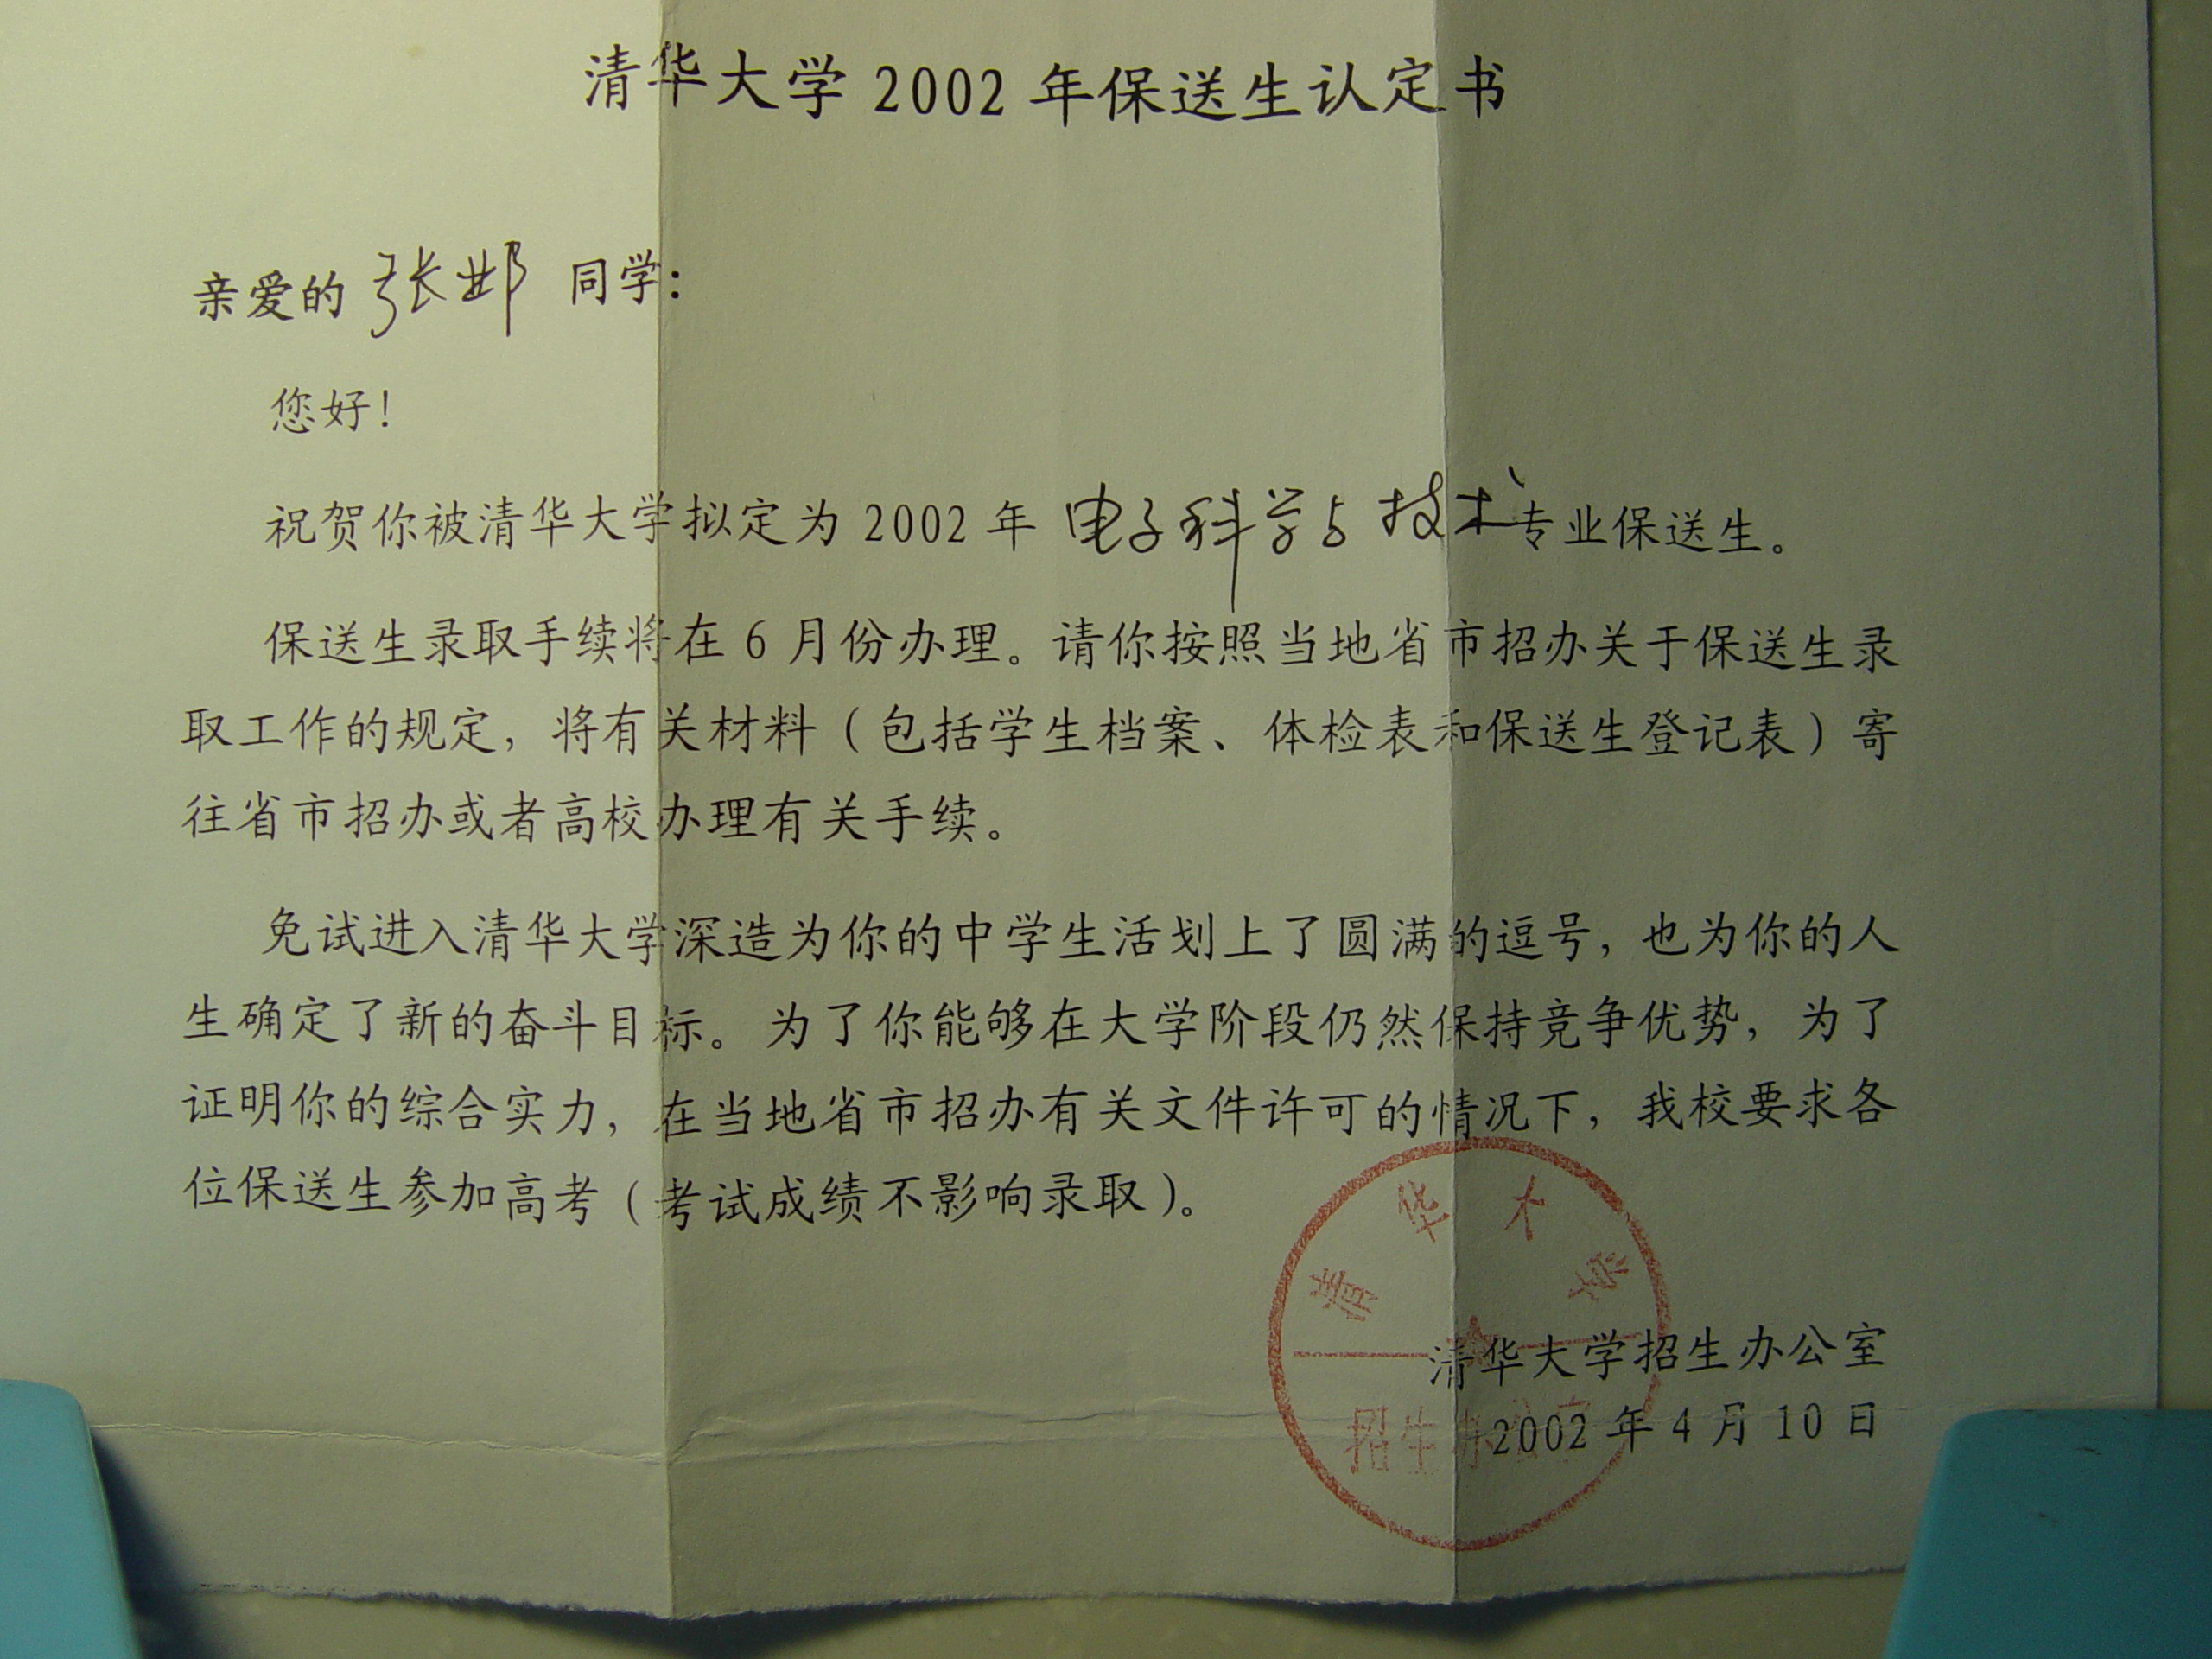 清华大学 2002 年保送生认定书
亲爱的 张邺 同学：
您好！
祝贺你被清华大学拟定为 2002 年 电子科学与技术专业保送生。
保送生录取手续将在 6 月份办理。请你按照当地省市招办关于保送生录
取工作的规定，将有关材料（包括学生档案、体检表和保送生登记表）寄
往省市招办或者高校办理有关手续。
免试进入清华大学深造为你的中学生活划上了圆满的逗号，也为你的人
生确定了新的奋斗目标。为了你能够在大学阶段仍然保持竞争优势，为了
证明你的综合实力，在当地省市招办有关文件许可的情况下，我校要求各
位保送生参加高考（考试成绩不影响录取）。
清华大学
清华大学招生办公室
招生办公室
2002 年 4 月 10 日